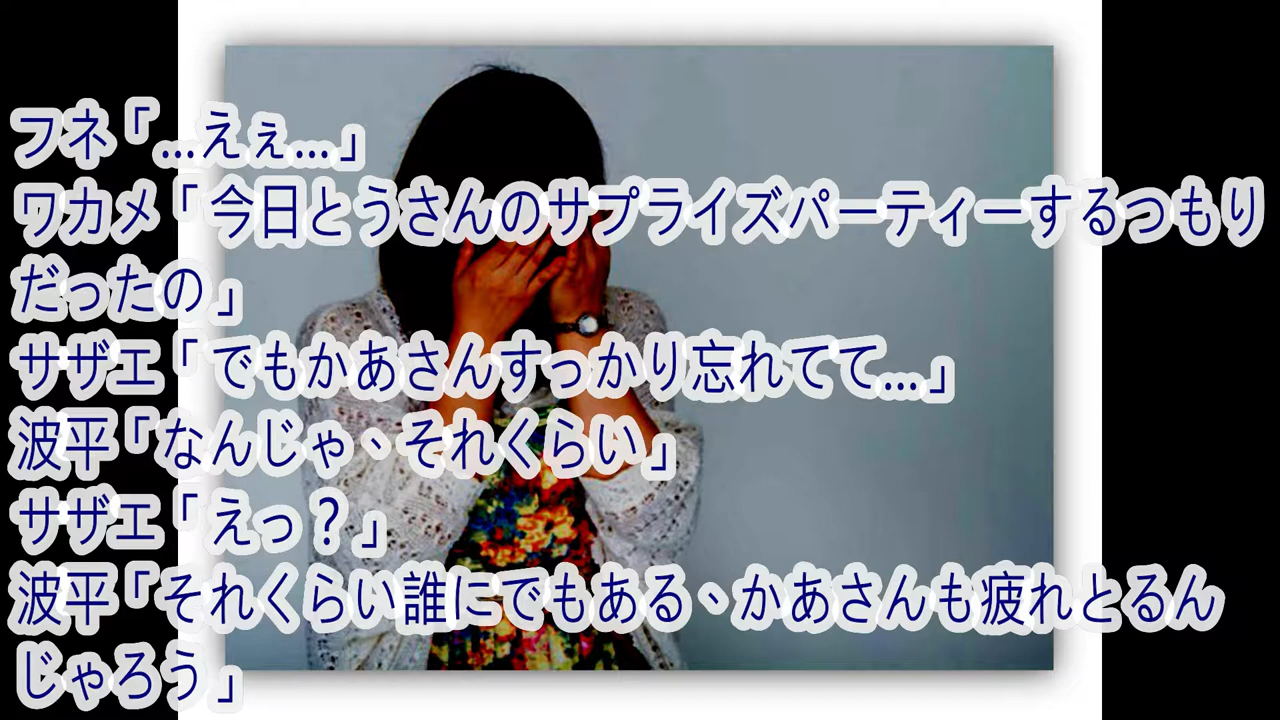 フネ「...えぇ...」
ワカメ「今日とうさんのサプライズパーティーするつもり
だったの」
サザエ「でもかあさんすっかり忘れてて...」
波平「なんじゃ、それくらい」
サザエ「えっ？」
波平「それくらい誰にでもある、かあさんも疲れとるん
じゃろう」